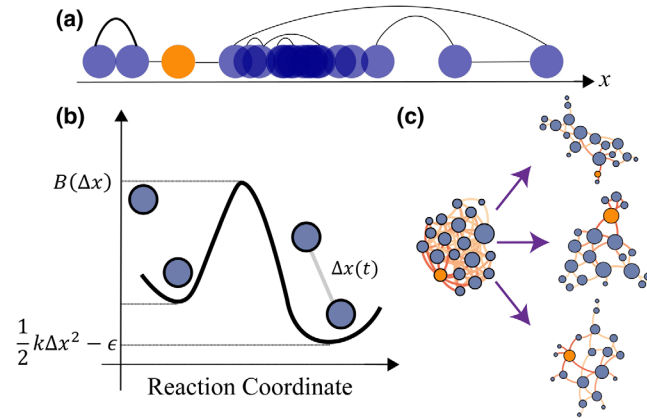 (a)
x
(b)
(c)
B(Δx)
Δx(t)
1/2 kΔx² − ϵ
Reaction Coordinate